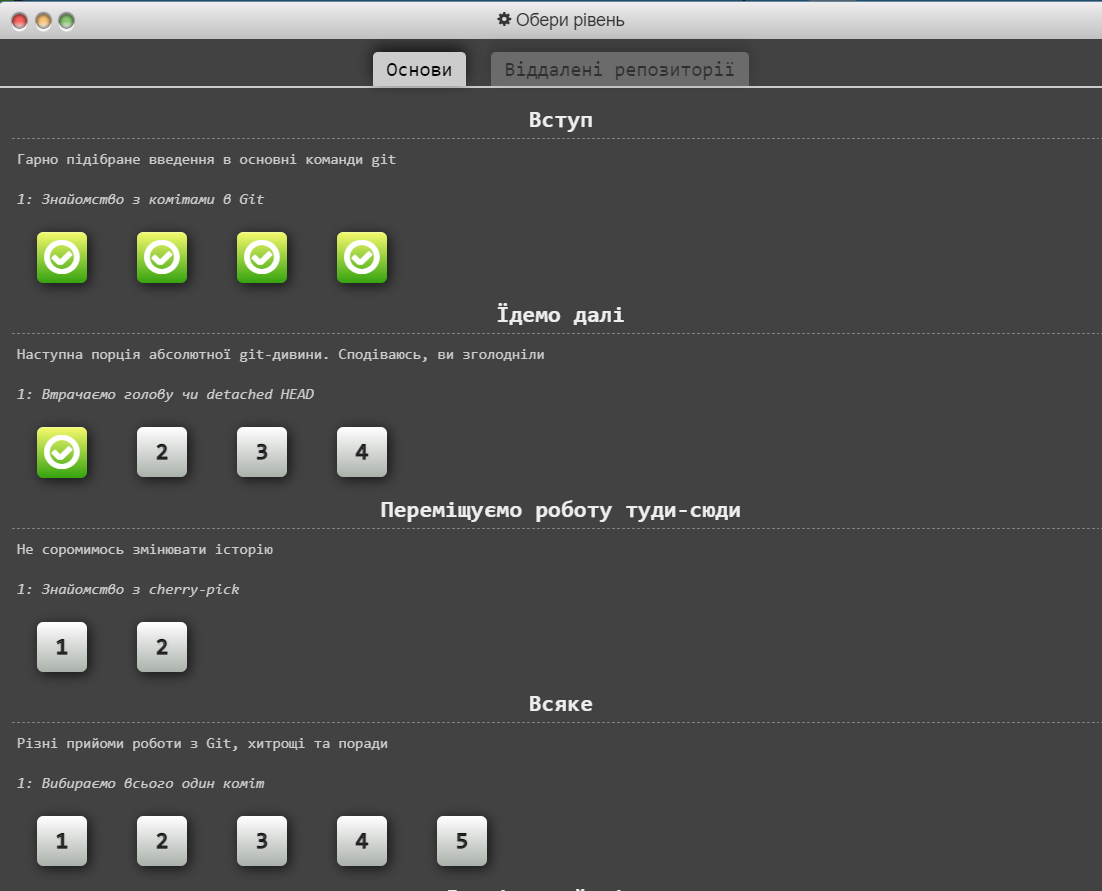 Обери рівень
Основи
Віддалені репозиторії
Вступ
Гарно підібране введення в основні команди git
1: Знайомство з комітами в Git
Їдемо далі
Наступна порція абсолютної git-дивини. Сподіваюсь, ви зголодніли
1: Втрачаємо голову чи detached HEAD
2 3 4
Переміщуємо роботу туди-сюди
Не соромимось змінювати історію
1: Знайомство з cherry-pick
1 2
Всяке
Різні прийоми роботи з Git, хитрощі та поради
1: Вибираємо всього один коміт
1 2 3 4 5